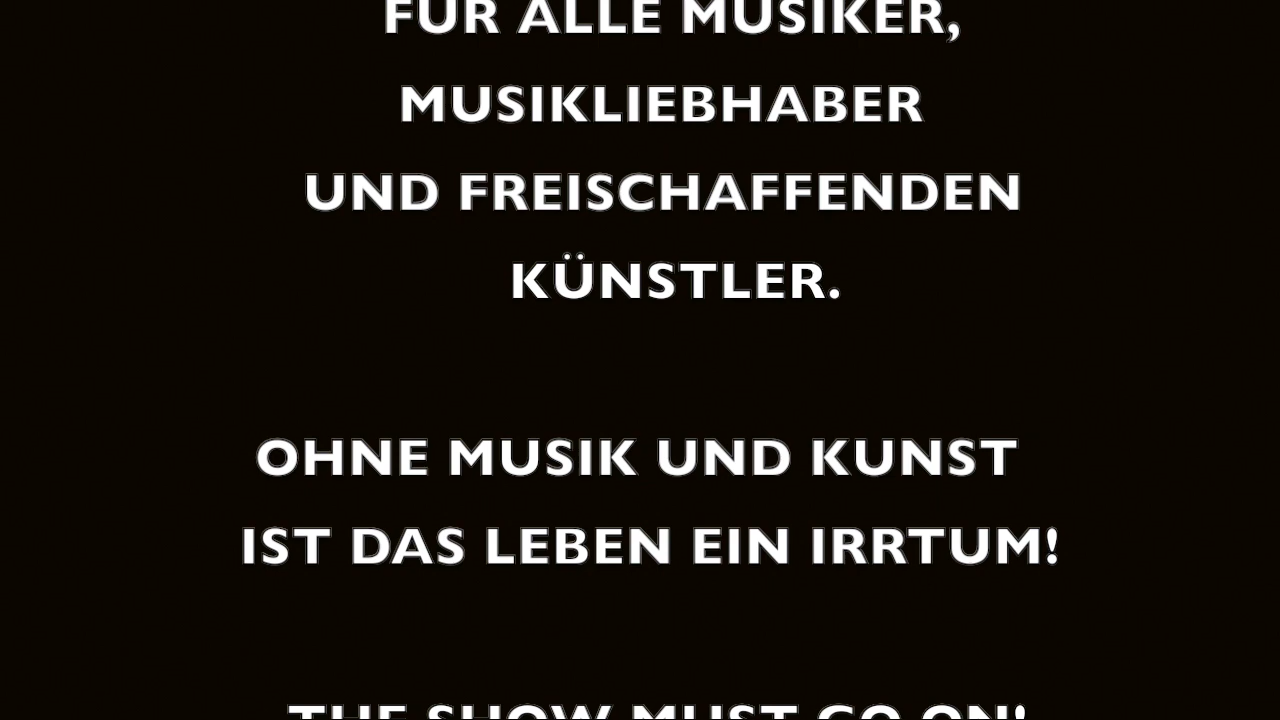 FÜR ALLE MUSIKER,
MUSIKLIEBHABER
UND FREISCHAFFENDEN
KÜNSTLER.
OHNE MUSIK UND KUNST
IST DAS LEBEN EIN IRRTUM!
THE SHOW MUST GO ON!